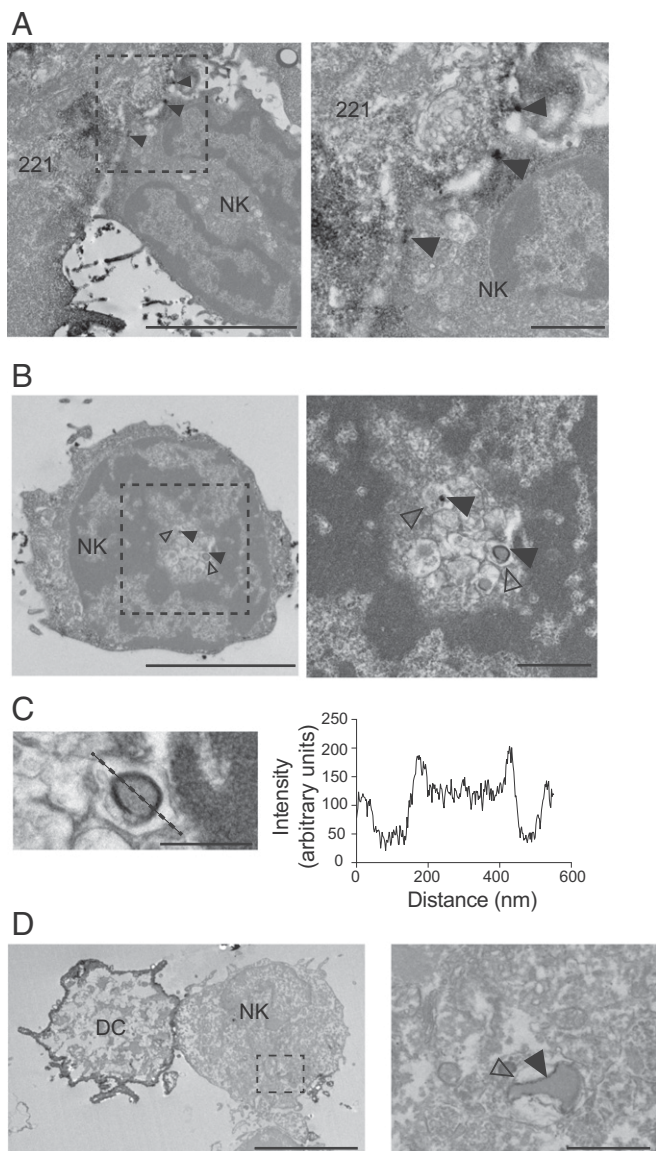 A
221
NK
221
NK
B
NK
C
Intensity
(arbitrary units)
250
200
150
100
50
0
0 200 400 600
Distance (nm)
D
DC
NK